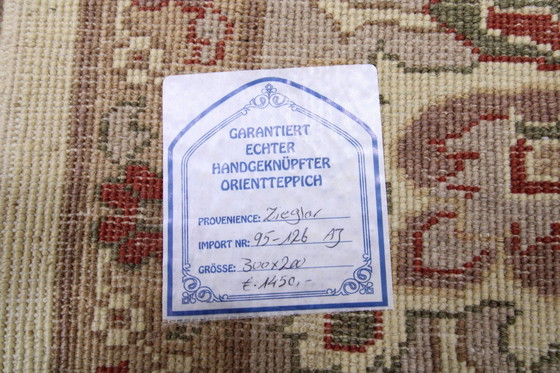 GARANTIERT
ECHTER
HANDGEKNÜPFTER
ORIENTTEPPICH
PROVENIENCE: Ziegler
IMPORT NR: 95-126 AJ
GRÖSSE: 300x200
€. 1450,-